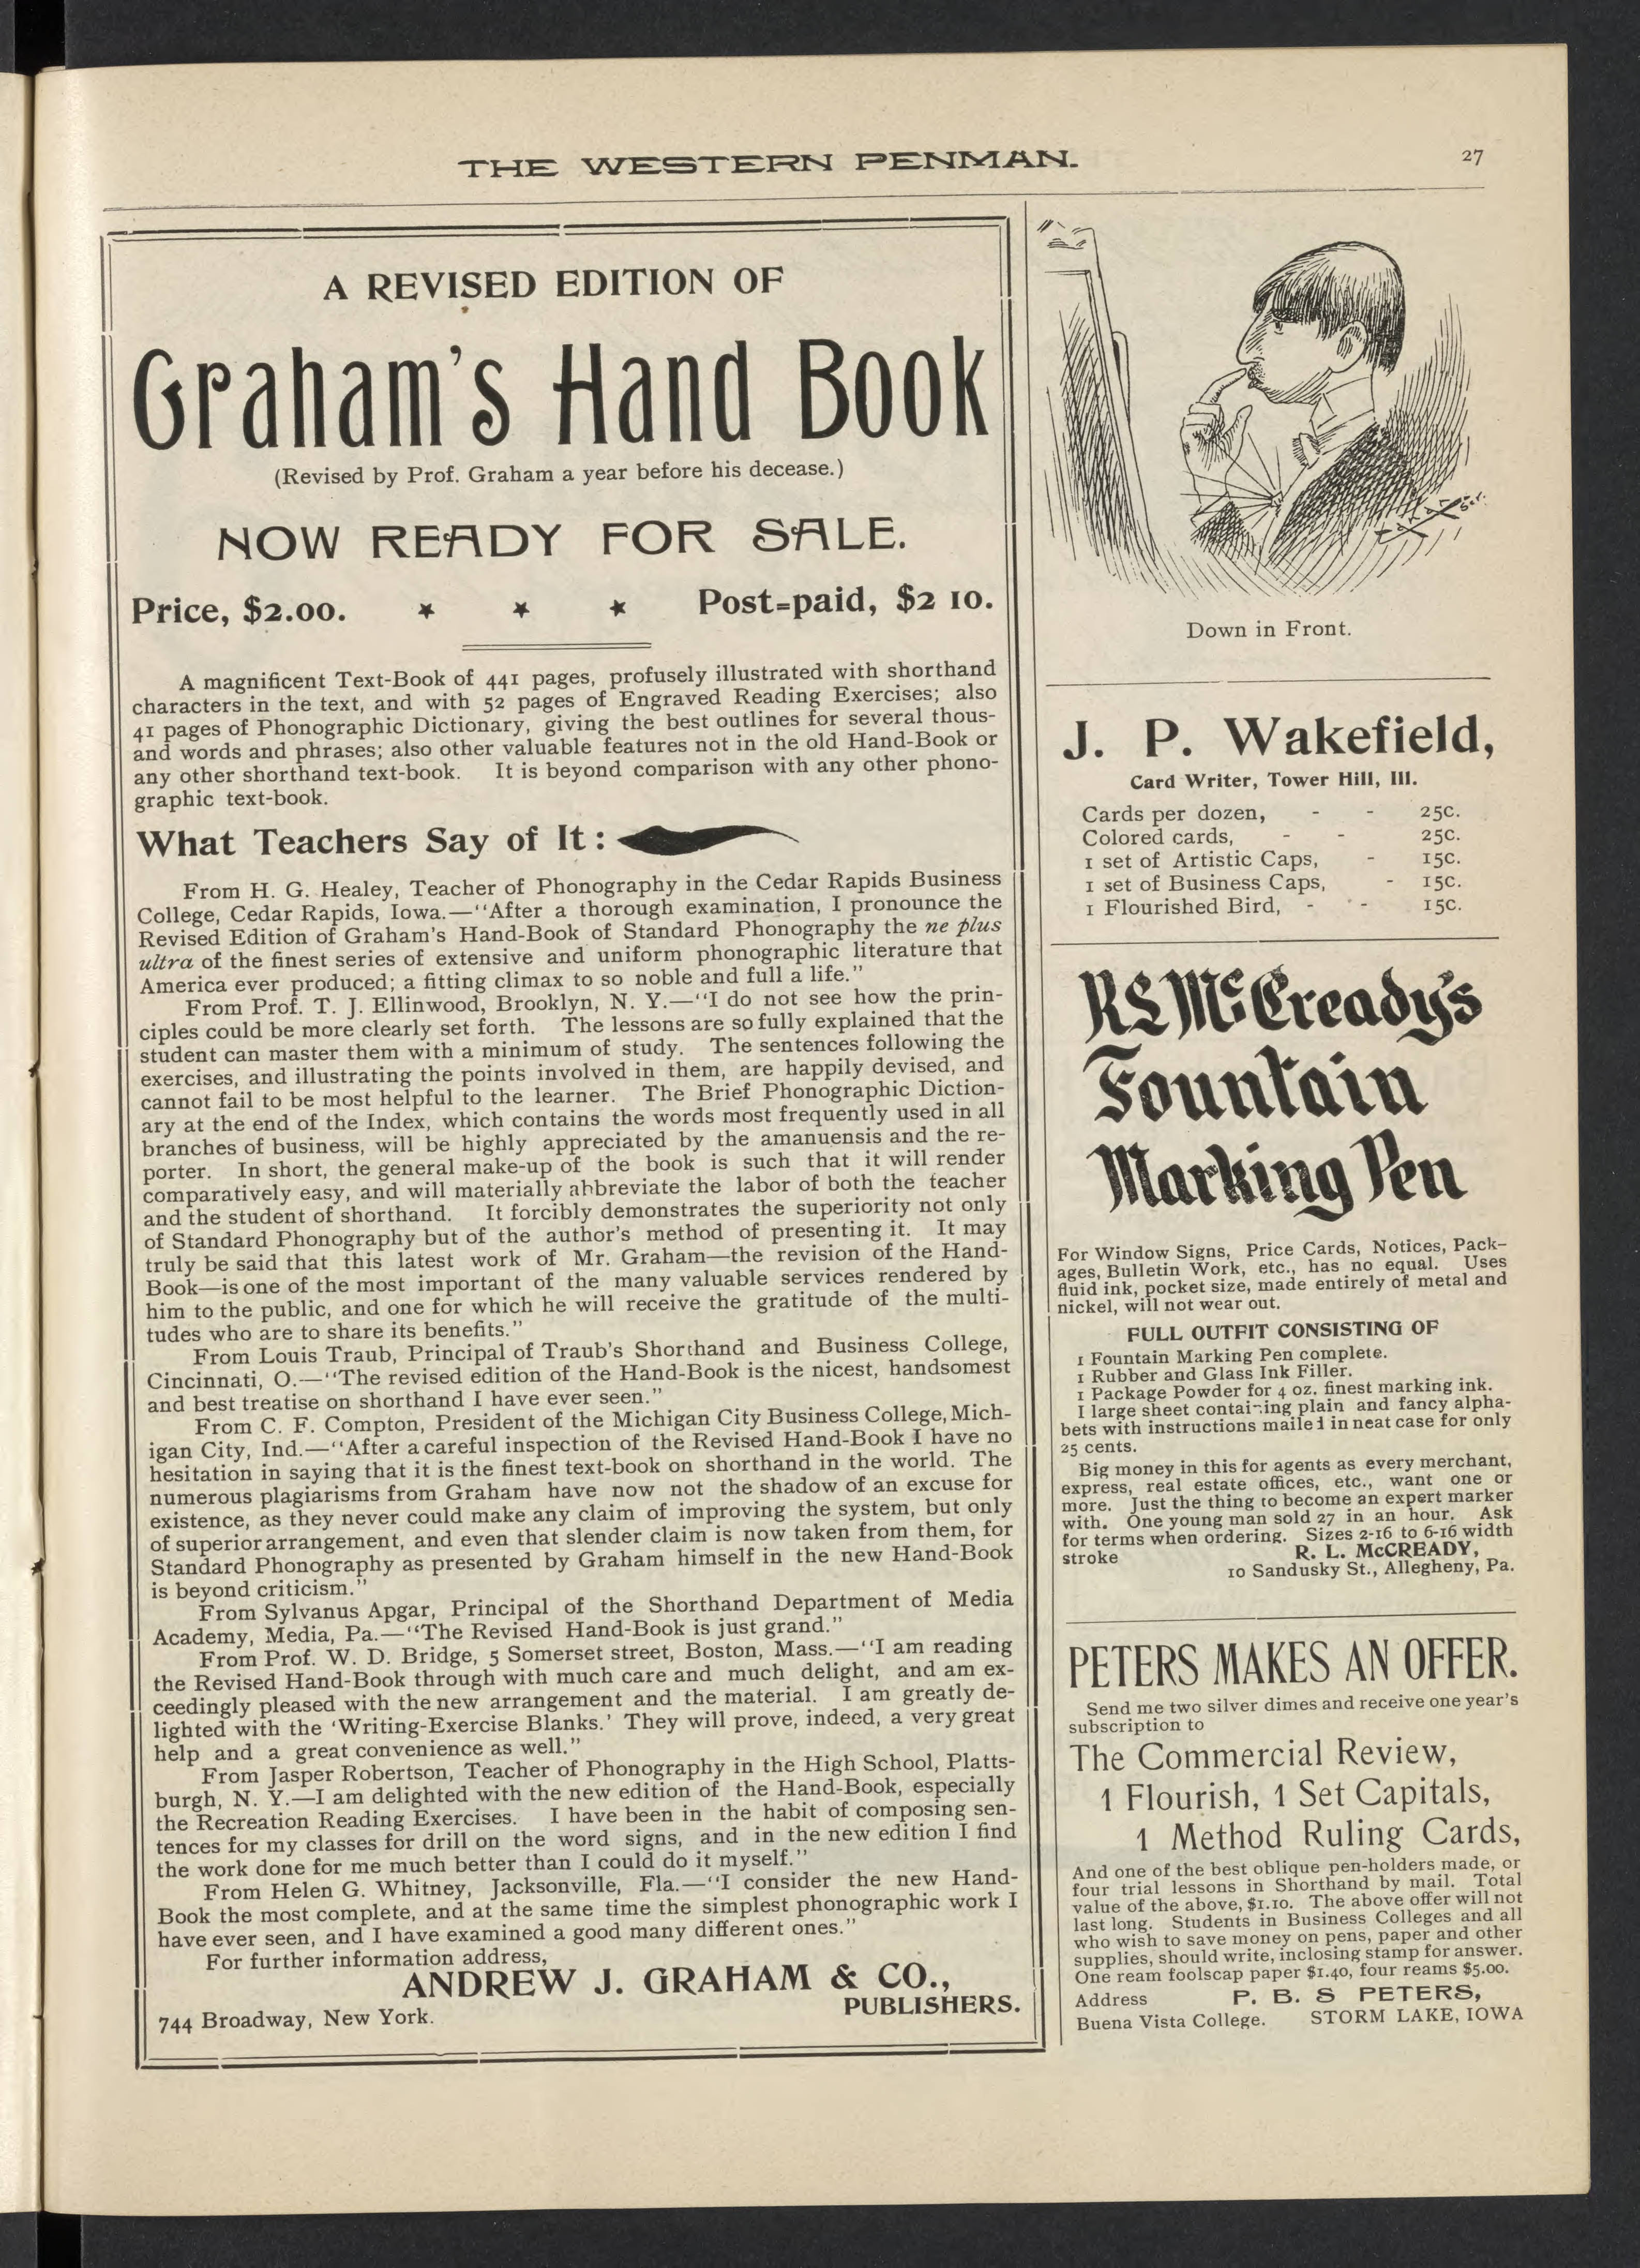 THE WESTERN PENMAN.
27
A REVISED EDITION OF
Graham's Hand Book
(Revised by Prof. Graham a year before his decease.)
NOW READY FOR SALE.
Price, $2.00. * * * Post=paid, $2 10.
A magnificent Text-Book of 441 pages, profusely illustrated with shorthand
characters in the text, and with 52 pages of Engraved Reading Exercises; also
41 pages of Phonographic Dictionary, giving the best outlines for several thous-
and words and phrases; also other valuable features not in the old Hand-Book or
any other shorthand text-book. It is beyond comparison with any other phono-
graphic text-book.
What Teachers Say of It:
From H. G. Healey, Teacher of Phonography in the Cedar Rapids Business
College, Cedar Rapids, Iowa.—"After a thorough examination, I pronounce the
Revised Edition of Graham's Hand-Book of Standard Phonography the ne plus
ultra of the finest series of extensive and uniform phonographic literature that
America ever produced; a fitting climax to so noble and full a life."
From Prof. T. J. Ellinwood, Brooklyn, N. Y.—"I do not see how the prin-
ciples could be more clearly set forth. The lessons are so fully explained that the
student can master them with a minimum of study. The sentences following the
exercises, and illustrating the points involved in them, are happily devised, and
cannot fail to be most helpful to the learner. The Brief Phonographic Diction-
ary at the end of the Index, which contains the words most frequently used in all
branches of business, will be highly appreciated by the amanuensis and the re-
porter. In short, the general make-up of the book is such that it will render
comparatively easy, and will materially abbreviate the labor of both the teacher
and the student of shorthand. It forcibly demonstrates the superiority not only
of Standard Phonography but of the author's method of presenting it. It may
truly be said that this latest work of Mr. Graham—the revision of the Hand-
Book—is one of the most important of the many valuable services rendered by
him to the public, and one for which he will receive the gratitude of the multi-
tudes who are to share its benefits."
From Louis Traub, Principal of Traub's Shorthand and Business College,
Cincinnati, O.—"The revised edition of the Hand-Book is the nicest, handsomest
and best treatise on shorthand I have ever seen."
From C. F. Compton, President of the Michigan City Business College, Mich-
igan City, Ind.—"After a careful inspection of the Revised Hand-Book I have no
hesitation in saying that it is the finest text-book on shorthand in the world. The
numerous plagiarisms from Graham have now not the shadow of an excuse for
existence, as they never could make any claim of improving the system, but only
of superior arrangement, and even that slender claim is now taken from them, for
Standard Phonography as presented by Graham himself in the new Hand-Book
is beyond criticism."
From Sylvanus Apgar, Principal of the Shorthand Department of Media
Academy, Media, Pa.—"The Revised Hand-Book is just grand."
From Prof. W. D. Bridge, 5 Somerset street, Boston, Mass.—"I am reading
the Revised Hand-Book through with much care and much delight, and am ex-
ceedingly pleased with the new arrangement and the material. I am greatly de-
lighted with the 'Writing-Exercise Blanks.' They will prove, indeed, a very great
help and a great convenience as well."
From Jasper Robertson, Teacher of Phonography in the High School, Platts-
burgh, N. Y.—I am delighted with the new edition of the Hand-Book, especially
the Recreation Reading Exercises. I have been in the habit of composing sen-
tences for my classes for drill on the word signs, and in the new edition I find
the work done for me much better than I could do it myself."
From Helen G. Whitney, Jacksonville, Fla.—"I consider the new Hand-
Book the most complete, and at the same time the simplest phonographic work I
have ever seen, and I have examined a good many different ones."
For further information address,
ANDREW J. GRAHAM & CO.,
PUBLISHERS.
744 Broadway, New York.
Down in Front.
J. P. Wakefield,
Card Writer, Tower Hill, Ill.
Cards per dozen, - - 25c.
Colored cards, - - 25c.
1 set of Artistic Caps, - 15c.
1 set of Business Caps, - 15c.
1 Flourished Bird, - - 15c.
R L McCready's
Fountain
Marking Pen
For Window Signs, Price Cards, Notices, Pack-
ages, Bulletin Work, etc., has no equal. Uses
fluid ink, pocket size, made entirely of metal and
nickel, will not wear out.
FULL OUTFIT CONSISTING OF
1 Fountain Marking Pen complete.
1 Rubber and Glass Ink Filler.
1 Package Powder for 4 oz. finest marking ink.
I large sheet containing plain and fancy alpha-
bets with instructions mailed in neat case for only
25 cents.
Big money in this for agents as every merchant,
express, real estate offices, etc., want one or
more. Just the thing to become an expert marker
with. One young man sold 27 in an hour. Ask
for terms when ordering. Sizes 2-16 to 6-16 width
stroke R. L. McCREADY,
10 Sandusky St., Allegheny, Pa.
PETERS MAKES AN OFFER.
Send me two silver dimes and receive one year's
subscription to
The Commercial Review,
1 Flourish, 1 Set Capitals,
1 Method Ruling Cards,
And one of the best oblique pen-holders made, or
four trial lessons in Shorthand by mail. Total
value of the above, $1.10. The above offer will not
last long. Students in Business Colleges and all
who wish to save money on pens, paper and other
supplies, should write, inclosing stamp for answer.
One ream foolscap paper $1.40, four reams $5.00.
Address P. B. S PETERS,
Buena Vista College. STORM LAKE, IOWA